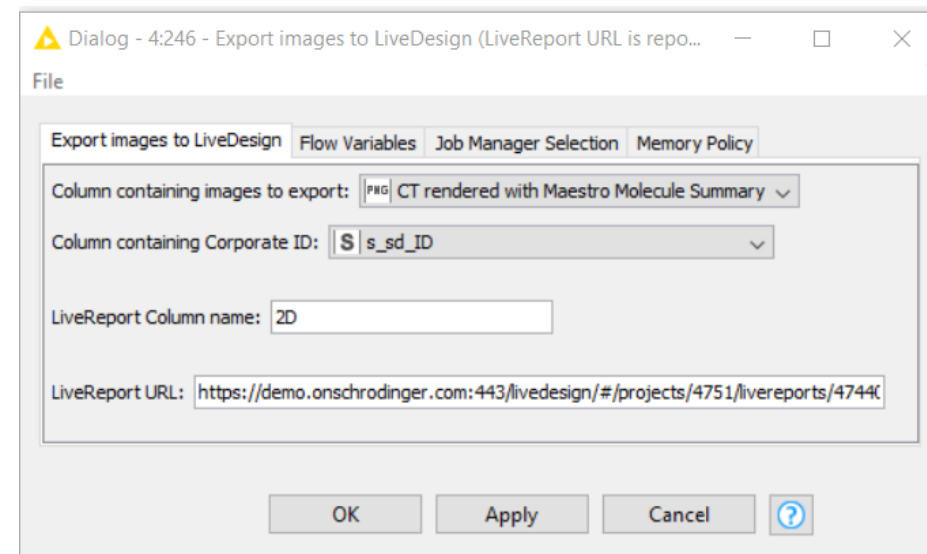 Dialog - 4:246 - Export images to LiveDesign (LiveReport URL is repo...
File
Export images to LiveDesign Flow Variables Job Manager Selection Memory Policy
Column containing images to export: PNG CT rendered with Maestro Molecule Summary
Column containing Corporate ID: S s_sd_ID
LiveReport Column name: 2D
LiveReport URL: https://demo.onschrodinger.com:443/livedesign/#/projects/4751/livereports/4744(
OK Apply Cancel ?